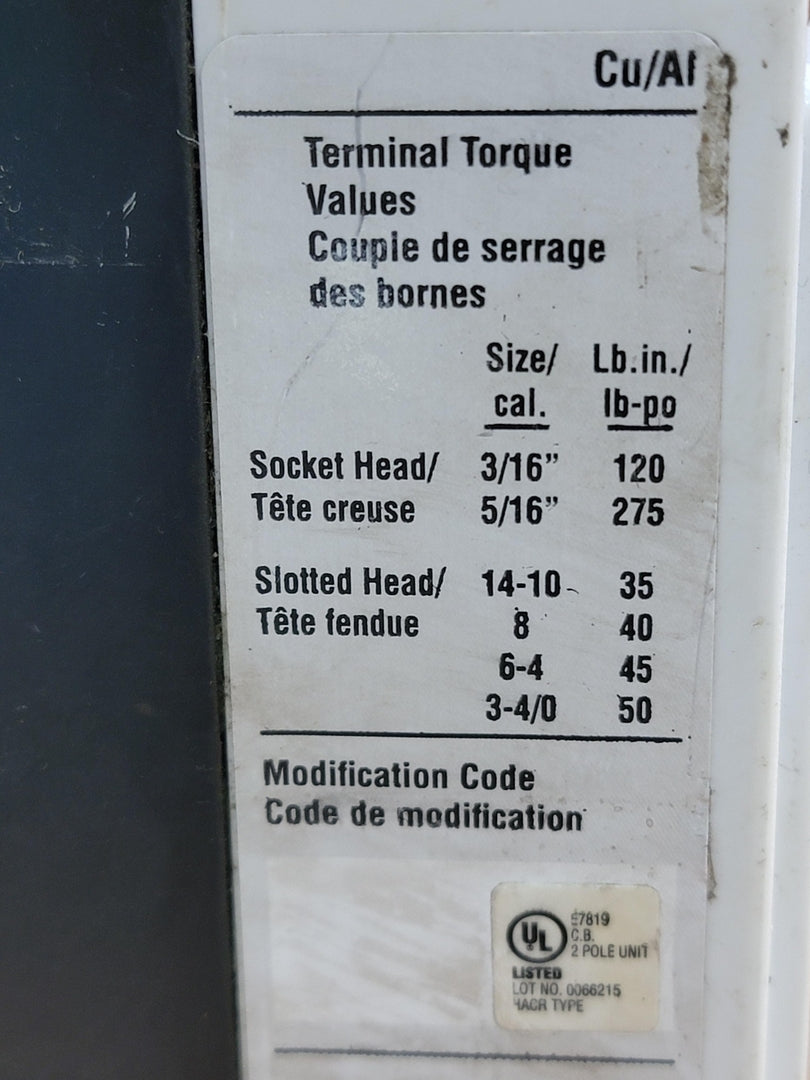 Cu/Al
Terminal Torque
Values
Couple de serrage
des bornes
Size/ Lb.in./
cal. lb-po
Socket Head/ 3/16” 120
Tête creuse 5/16” 275
Slotted Head/ 14-10 35
Tête fendue 8 40
6-4 45
3-4/0 50
Modification Code
Code de modification
UL E7819
C.B.
2 POLE UNIT
LISTED
LOT NO. 0066215
HACR TYPE